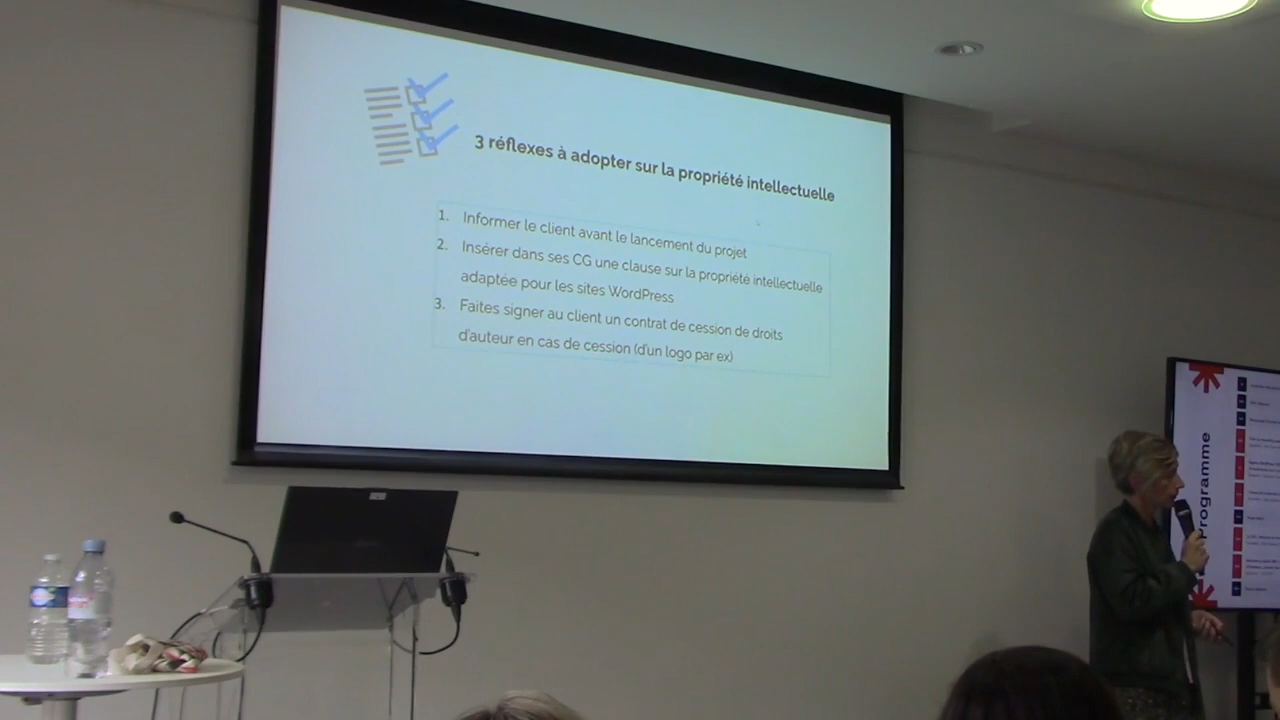 3 réflexes à adopter sur la propriété intellectuelle
1. Informer le client avant le lancement du projet
2. Insérer dans ses CG une clause sur la propriété intellectuelle
adaptée pour les sites WordPress
3. Faites signer au client un contrat de cession de droits
d'auteur en cas de cession (d'un logo par ex)
Programme